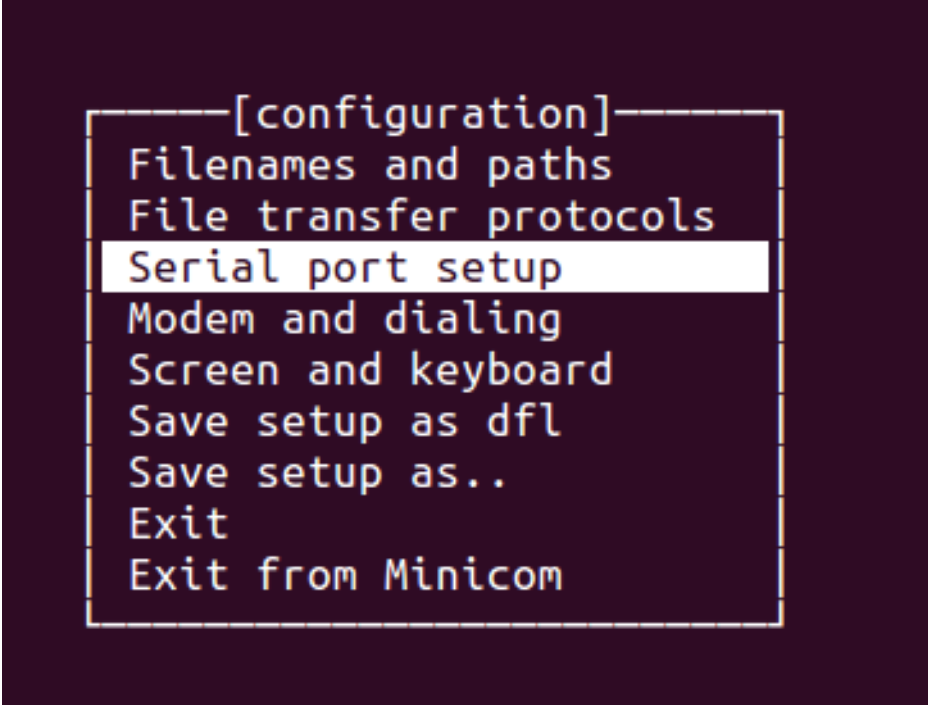 [configuration]
Filenames and paths
File transfer protocols
Serial port setup
Modem and dialing
Screen and keyboard
Save setup as dfl
Save setup as..
Exit
Exit from Minicom